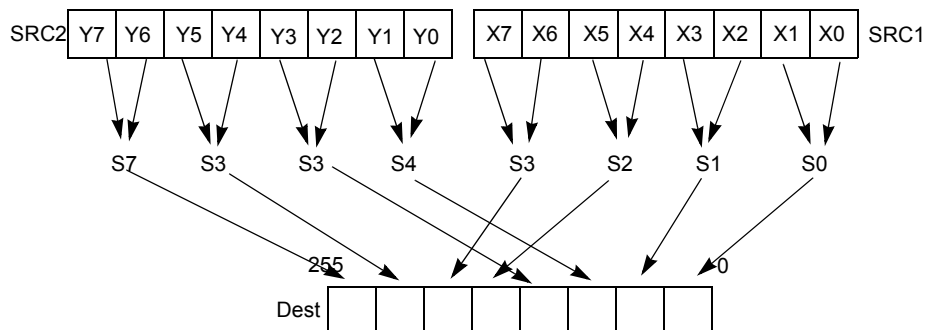 SRC2 Y7 Y6 Y5 Y4 Y3 Y2 Y1 Y0 X7 X6 X5 X4 X3 X2 X1 X0 SRC1
S7 S3 S3 S4 S3 S2 S1 S0
255 0
Dest